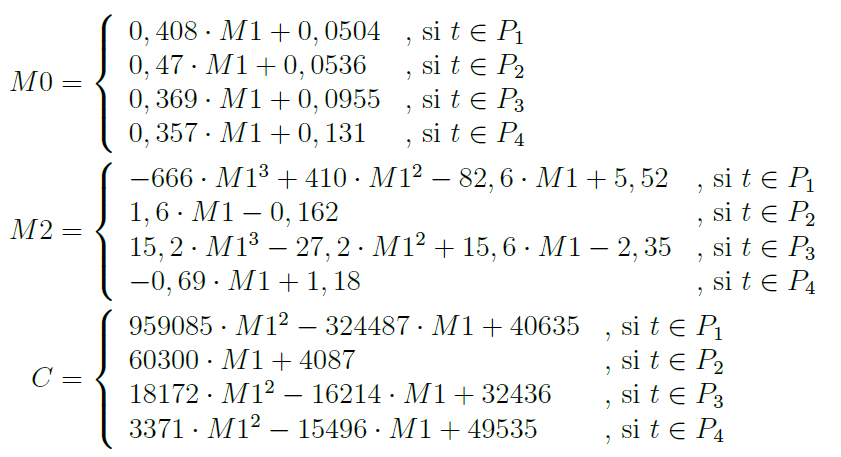 0, 408 · M1 + 0, 0504 , si t ∈ P₁
0, 47 · M1 + 0, 0536 , si t ∈ P₂
M0 =
0, 369 · M1 + 0, 0955 , si t ∈ P₃
0, 357 · M1 + 0, 131 , si t ∈ P₄
−666 · M1³ + 410 · M1² − 82, 6 · M1 + 5, 52 , si t ∈ P₁
1, 6 · M1 − 0, 162 , si t ∈ P₂
M2 =
15, 2 · M1³ − 27, 2 · M1² + 15, 6 · M1 − 2, 35 , si t ∈ P₃
−0, 69 · M1 + 1, 18 , si t ∈ P₄
959085 · M1² − 324487 · M1 + 40635 , si t ∈ P₁
60300 · M1 + 4087 , si t ∈ P₂
C =
18172 · M1² − 16214 · M1 + 32436 , si t ∈ P₃
3371 · M1² − 15496 · M1 + 49535 , si t ∈ P₄